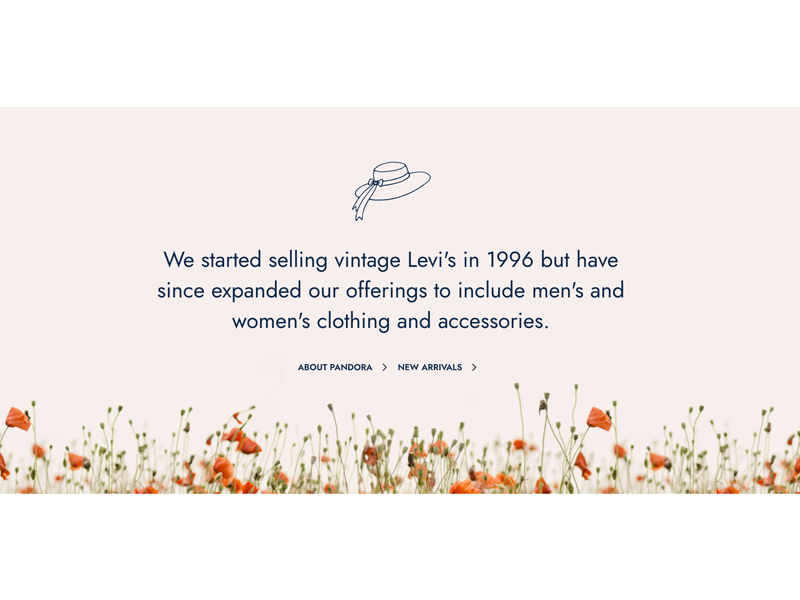 We started selling vintage Levi's in 1996 but have
since expanded our offerings to include men's and
women's clothing and accessories.
ABOUT PANDORA > NEW ARRIVALS >